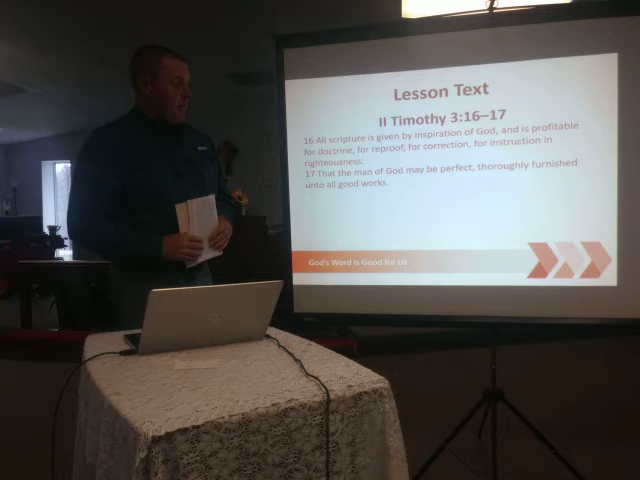 Lesson Text
II Timothy 3:16–17
16 All scripture is given by inspiration of God, and is profitable
for doctrine, for reproof, for correction, for instruction in
righteousness:
17 That the man of God may be perfect, thoroughly furnished
unto all good works.
God's Word is Good for Us